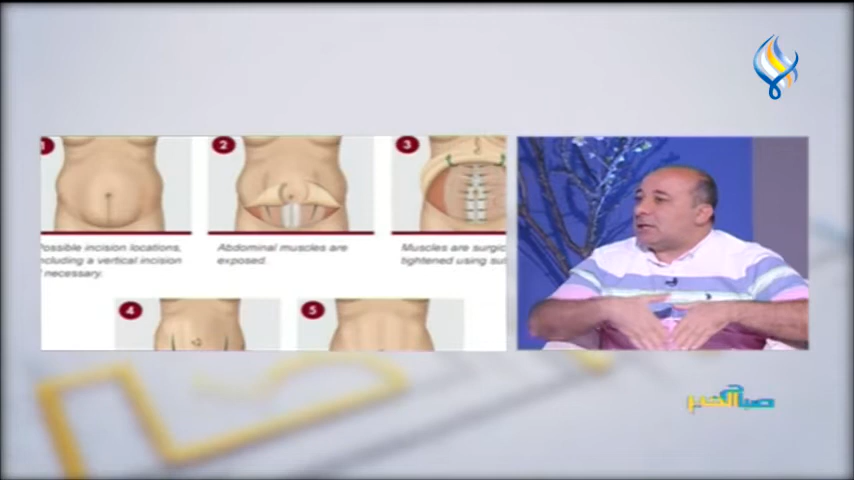 1
2
3
Possible incision locations,
including a vertical incision
necessary.
Abdominal muscles are
exposed.
Muscles are surgic
tightened using su
4
5
صباح الخير